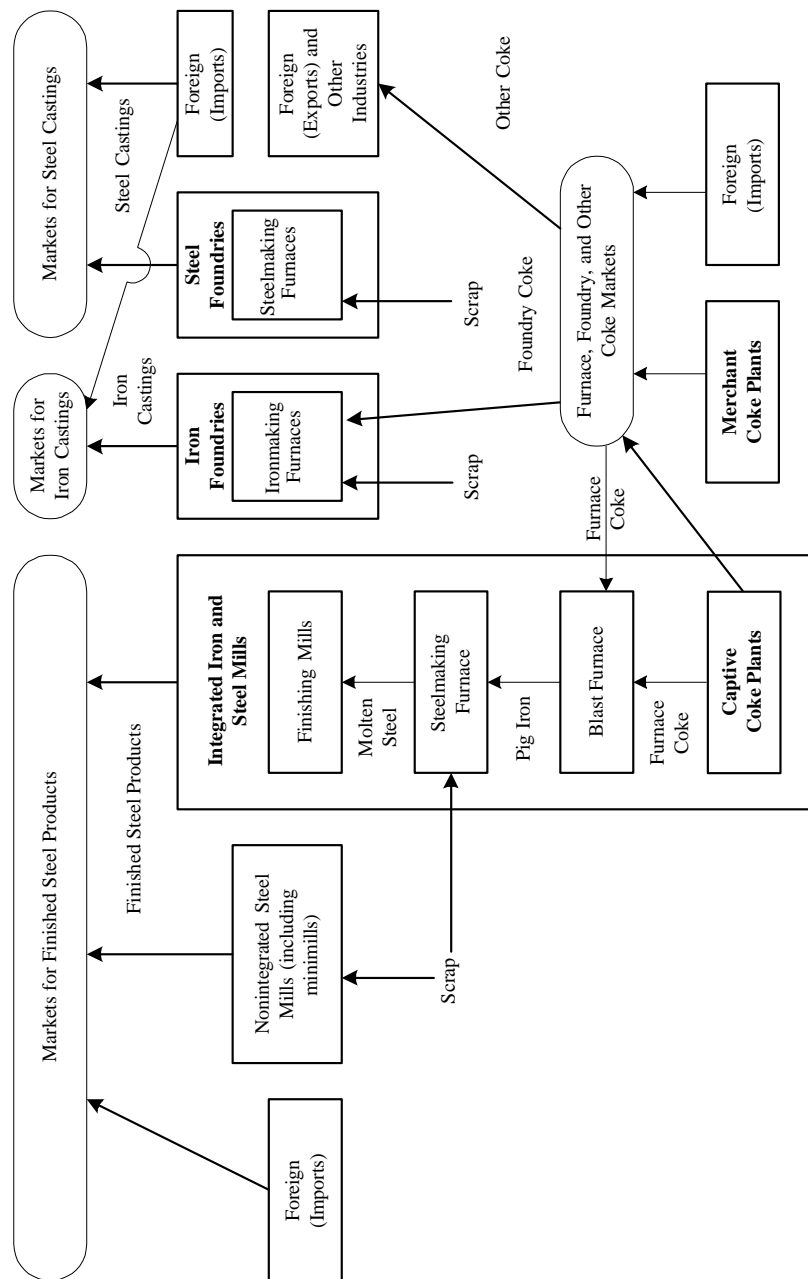 Markets for Finished Steel Products
Markets for
Iron Castings
Markets for Steel Castings
Finished Steel Products
Iron
Castings
Steel Castings
Foreign
(Imports)
Nonintegrated Steel
Mills (including
minimills)
Scrap
Integrated Iron and
Steel Mills
Finishing Mills
Molten
Steel
Steelmaking
Furnace
Pig Iron
Blast Furnace
Furnace
Coke
Captive
Coke Plants
Iron
Foundries
Ironmaking
Furnaces
Scrap
Steel
Foundries
Steelmaking
Furnaces
Scrap
Foreign
(Imports)
Foreign
(Exports) and
Other
Industries
Furnace
Coke
Foundry Coke
Other Coke
Furnace, Foundry, and Other
Coke Markets
Merchant
Coke Plants
Foreign
(Imports)